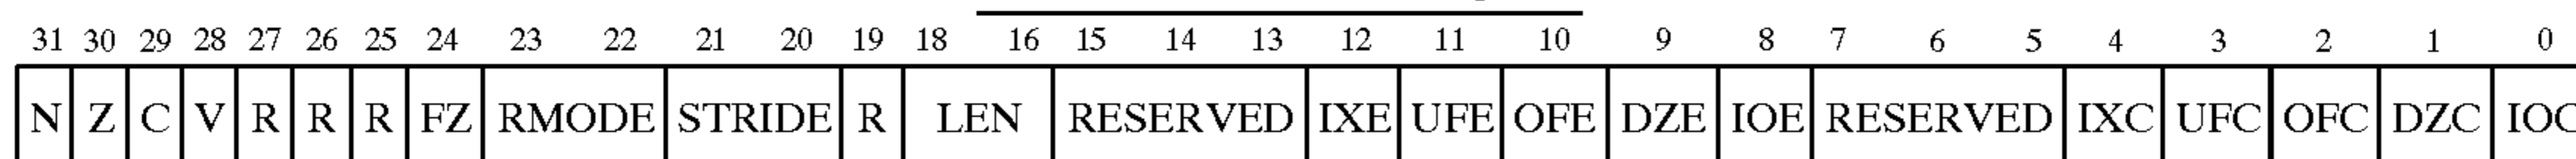 31 30 29 28 27 26 25 24 23 22 21 20 19 18 16 15 14 13 12 11 10 9 8 7 6 5 4 3 2 1 0
N Z C V R R R FZ RMODE STRIDE R LEN RESERVED IXE UFE OFE DZE IOE RESERVED IXC UFC OFC DZC IOC